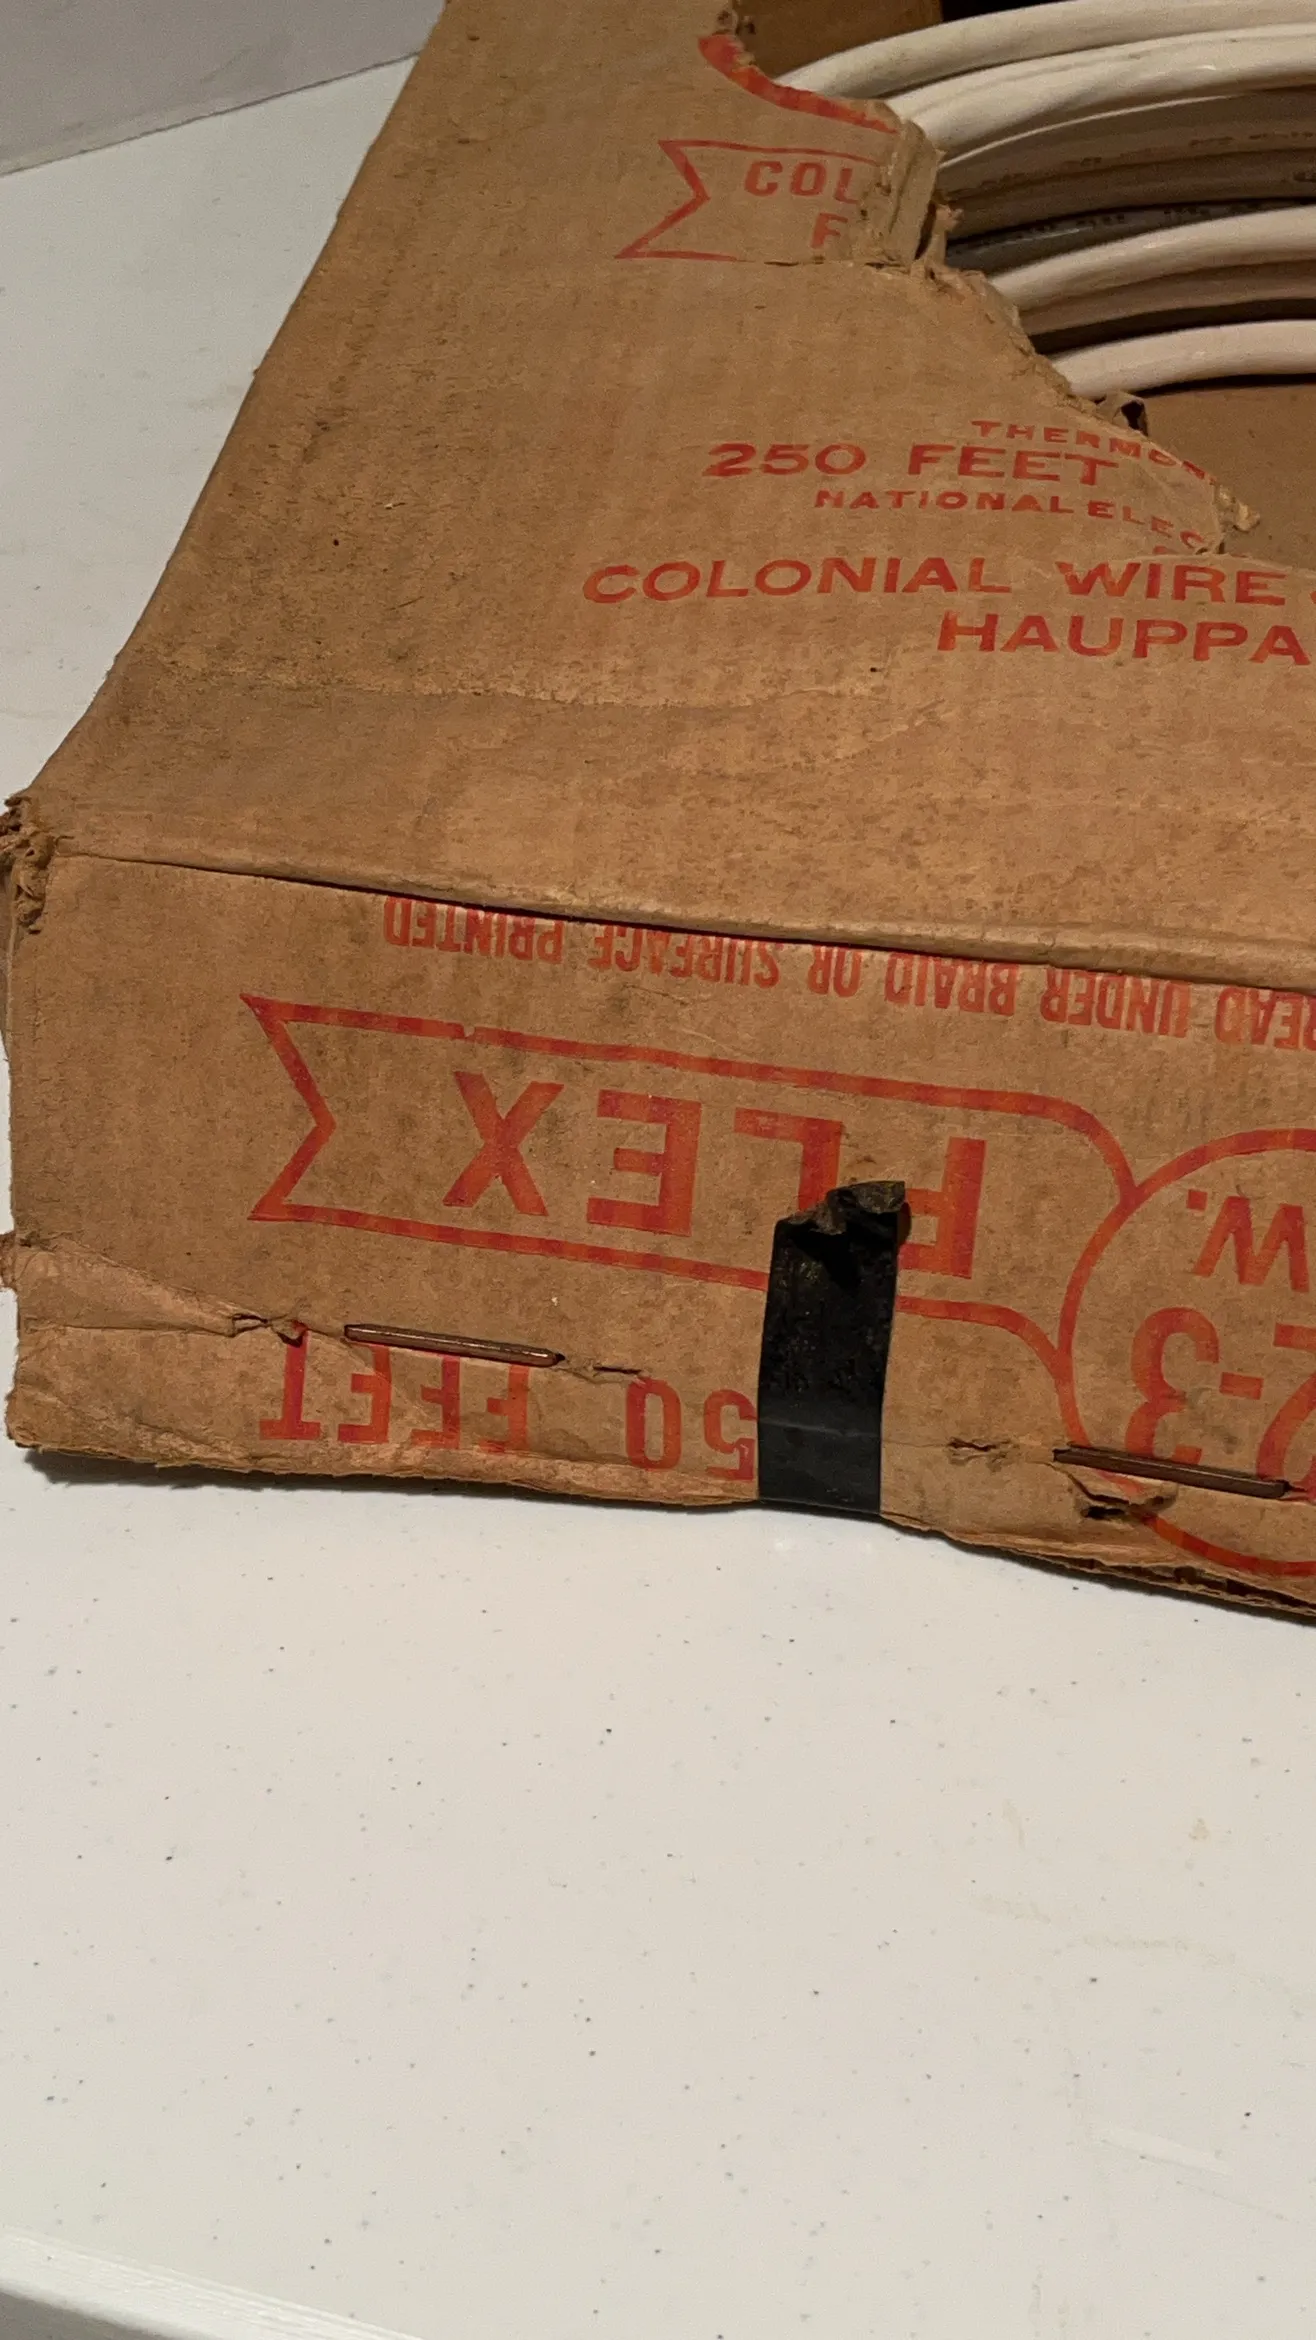 COL
F
THERMO
250 FEET
NATIONAL ELEC
COLONIAL WIRE
HAUPPA
EAD UNDER BRAID OR SURFACE PRINTED
FLEX
W.
2-3
50 FEET